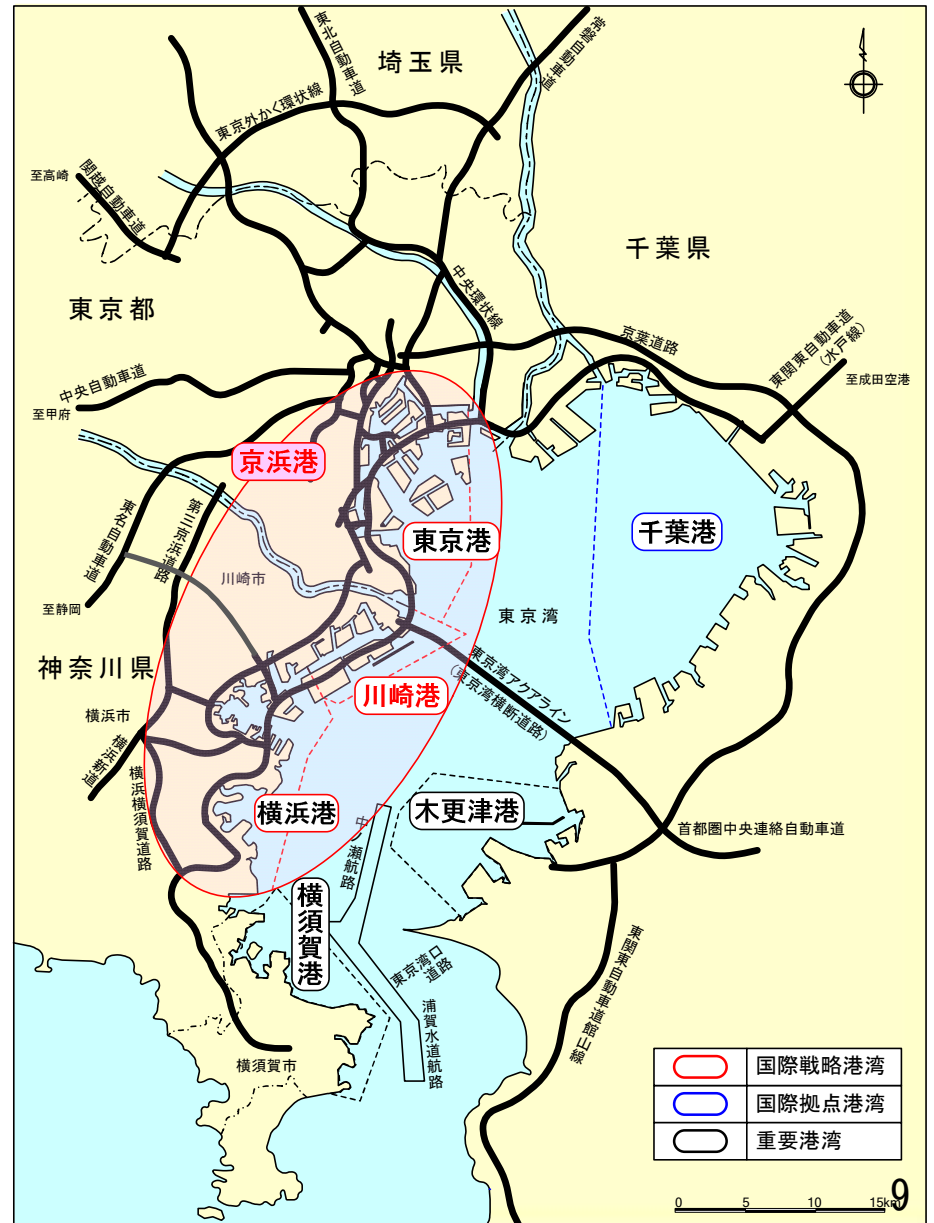 埼玉県
東北自動車道
常磐自動車道
東京外かく環状線
至高崎
関越自動車道
千葉県
東京都
中央環状線
京葉道路
東関東自動車道
(水戸線)
至成田空港
中央自動車道
至甲府
京浜港
東名自動車道
第三京浜道路
東京港
千葉港
川崎市
至静岡
東京湾
神奈川県
東京湾アクアライン
(東京湾横断道路)
川崎港
横浜市
横浜新道
横浜横須賀道路
横浜港
中ノ瀬航路
木更津港
首都圏中央連絡自動車道
横須賀港
東京湾口
道路
浦賀水道航路
東関東自動車道館山線
横須賀市
国際戦略港湾
国際拠点港湾
重要港湾
0 5 10 15km
9